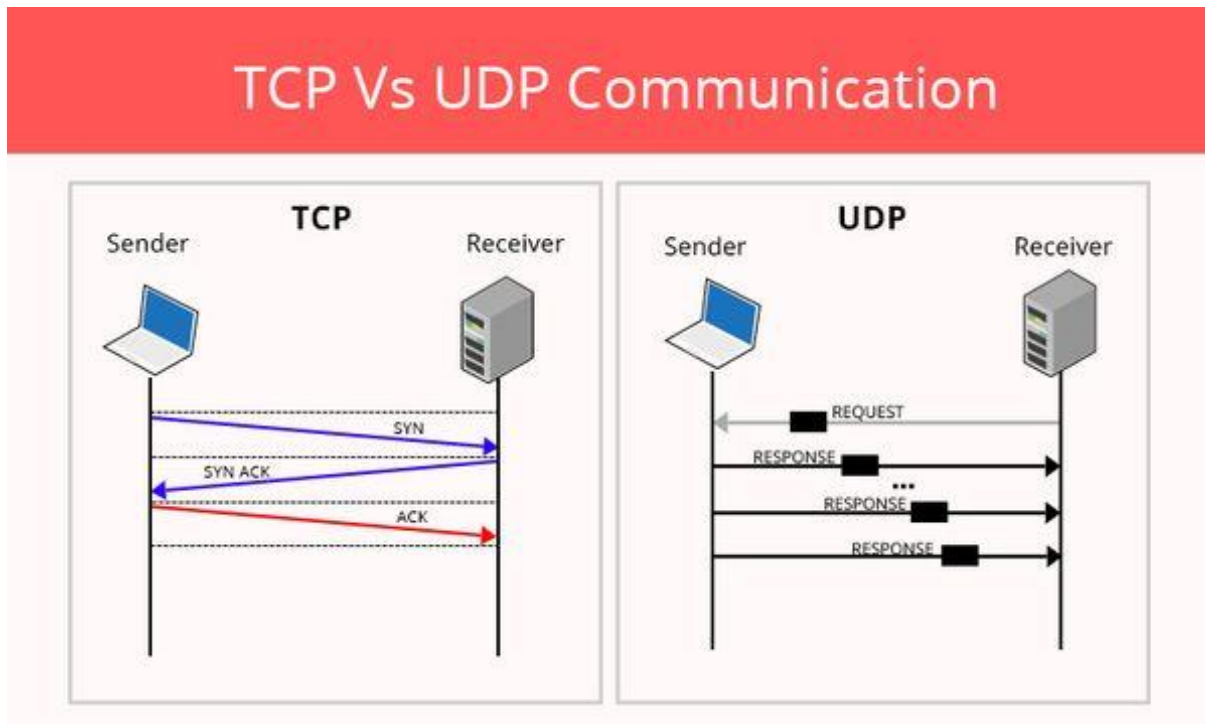 TCP Vs UDP Communication
TCP
Sender
Receiver
SYN
SYN ACK
ACK
UDP
Sender
Receiver
REQUEST
RESPONSE
...
RESPONSE
RESPONSE